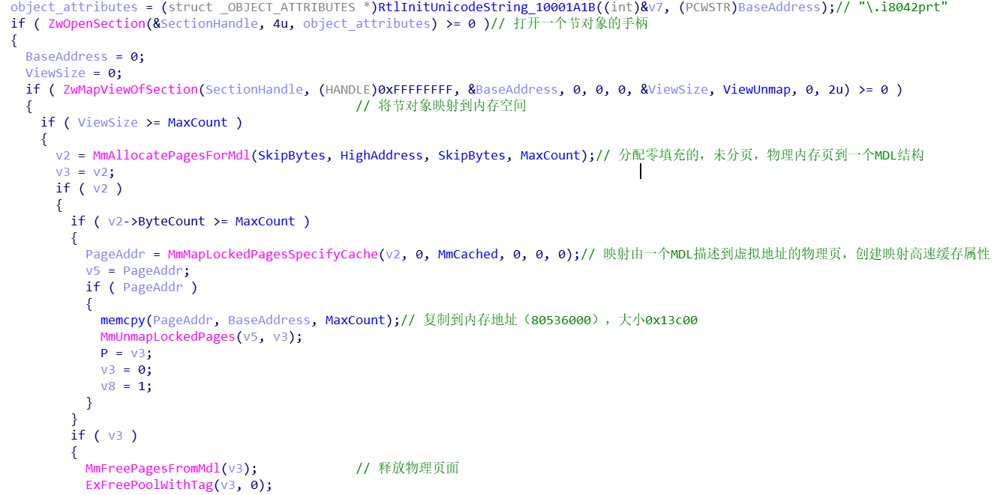 object_attributes = (struct _OBJECT_ATTRIBUTES *)RtlInitUnicodeString_10001A1B((int)&v7, (PCWSTR)BaseAddress);// "\.i8042prt"
if ( ZwOpenSection(&SectionHandle, 4u, object_attributes) >= 0 )// 打开一个节对象的手柄
{
BaseAddress = 0;
ViewSize = 0;
if ( ZwMapViewOfSection(SectionHandle, (HANDLE)0xFFFFFFFF, &BaseAddress, 0, 0, 0, &ViewSize, ViewUnmap, 0, 2u) >= 0 )
{ // 将节对象映射到内存空间
if ( ViewSize >= MaxCount )
{
v2 = MmAllocatePagesForMdl(SkipBytes, HighAddress, SkipBytes, MaxCount);// 分配零填充的，未分页，物理内存页到一个MDL结构
v3 = v2;
if ( v2 )
{
if ( v2->ByteCount >= MaxCount )
{
PageAddr = MmMapLockedPagesSpecifyCache(v2, 0, MmCached, 0, 0, 0);// 映射由一个MDL描述到虚拟地址的物理页，创建映射高速缓存属性
v5 = PageAddr;
if ( PageAddr )
{
memcpy(PageAddr, BaseAddress, MaxCount);// 复制到内存地址（80536000），大小0x13c00
MmUnmapLockedPages(v5, v3);
P = v3;
v3 = 0;
v8 = 1;
}
}
if ( v3 )
{
MmFreePagesFromMdl(v3); // 释放物理页面
ExFreePoolWithTag(v3, 0);